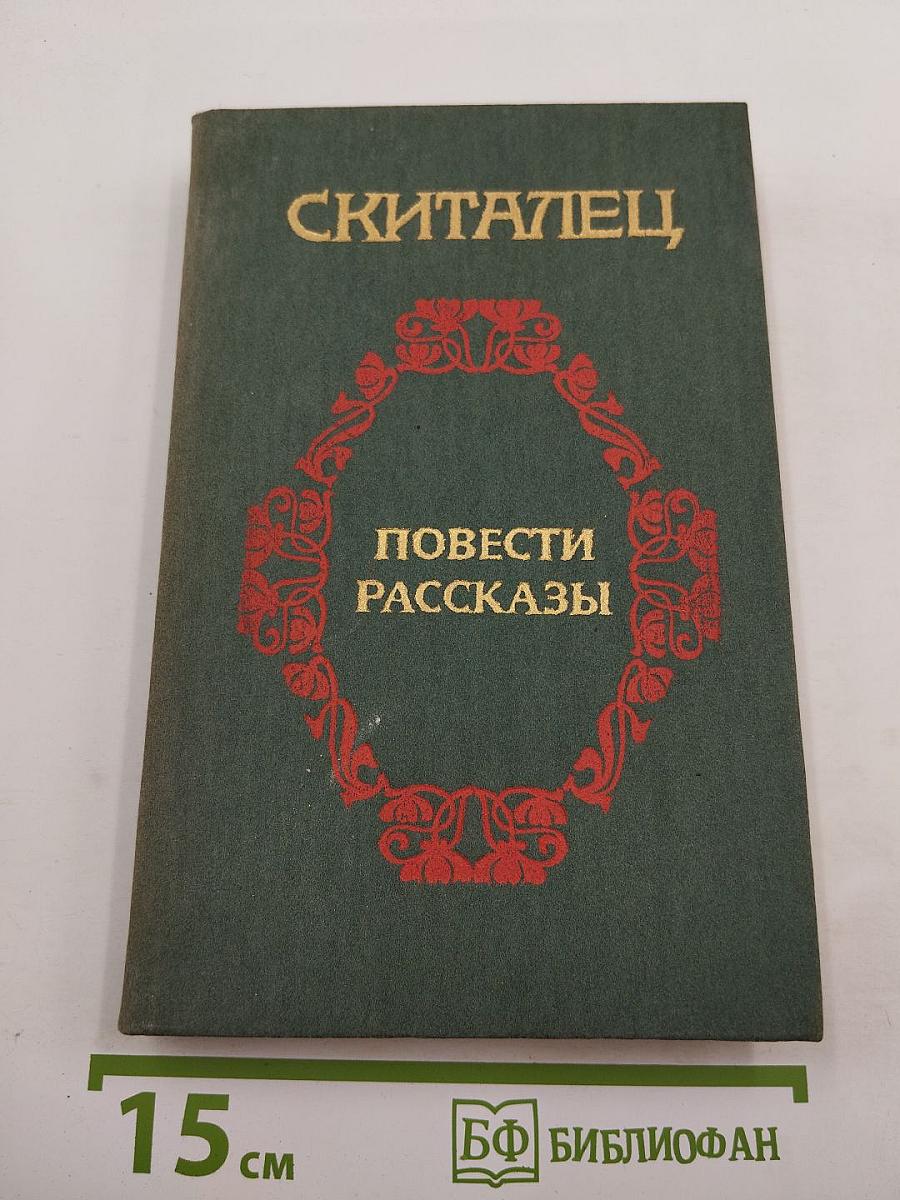 СКИТАЛЕЦ
ПОВЕСТИ
РАССКАЗЫ
15 см
БФ БИБЛИОФАН